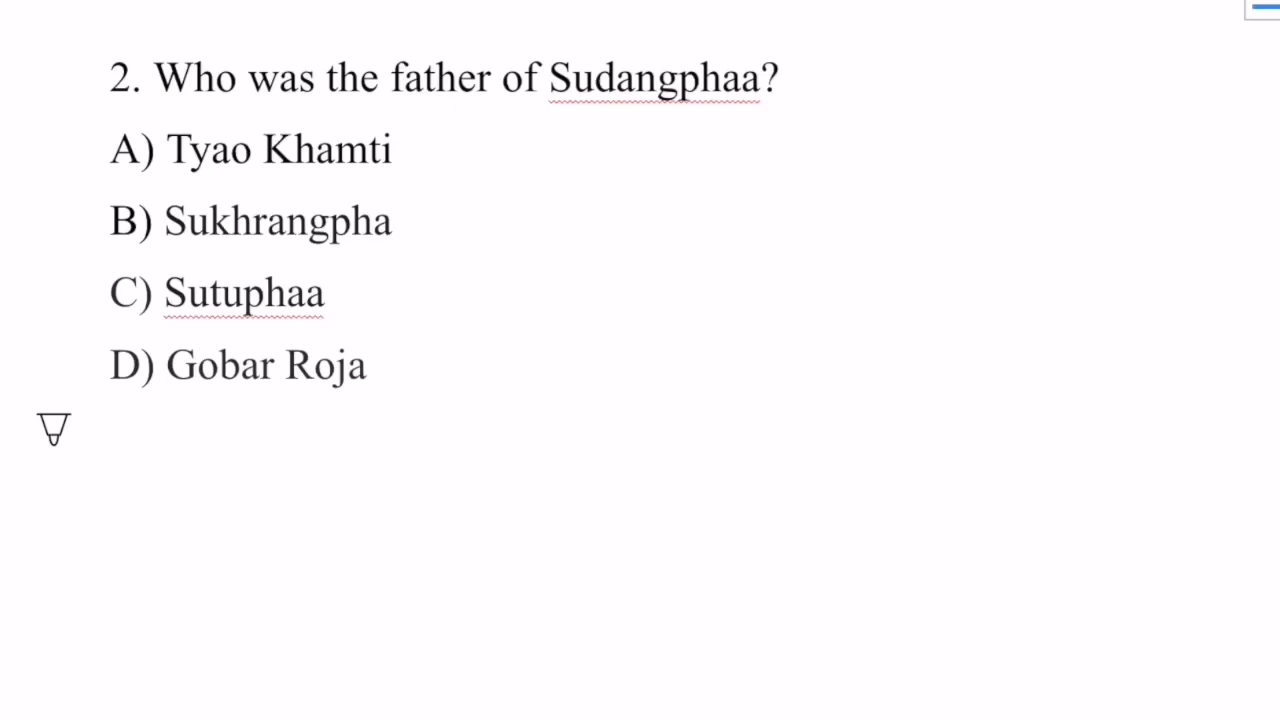 2. Who was the father of Sudangphaa?
A) Tyao Khamti
B) Sukhrangpha
C) Sutuphaa
D) Gobar Roja